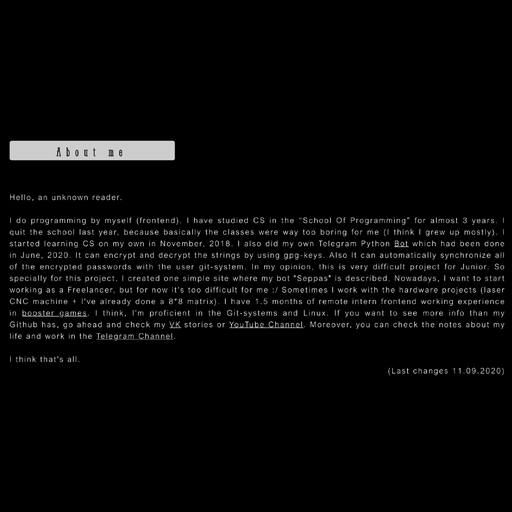 About me
Hello, an unknown reader.
I do programming by myself (frontend). I have studied CS in the "School Of Programming" for almost 3 years. I
quit the school last year, because basically the classes were way too boring for me (I think I grew up mostly). I
started learning CS on my own in November, 2018. I also did my own Telegram Python Bot which had been done
in June, 2020. It can encrypt and decrypt the strings by using gpg-keys. Also It can automatically synchronize all
of the encrypted passwords with the user git-system. In my opinion, this is very difficult project for Junior. So
specially for this project, I created one simple site where my bot "Seppas" is described. Nowadays, I want to start
working as a Freelancer, but for now it's too difficult for me :/ Sometimes I work with the hardware projects (laser
CNC machine + I've already done a 8*8 matrix). I have 1.5 months of remote intern frontend working experience
in booster games. I think, I'm proficient in the Git-systems and Linux. If you want to see more info than my
Github has, go ahead and check my VK stories or YouTube Channel. Moreover, you can check the notes about my
life and work in the Telegram Channel.
I think that's all.
(Last changes 11.09.2020)